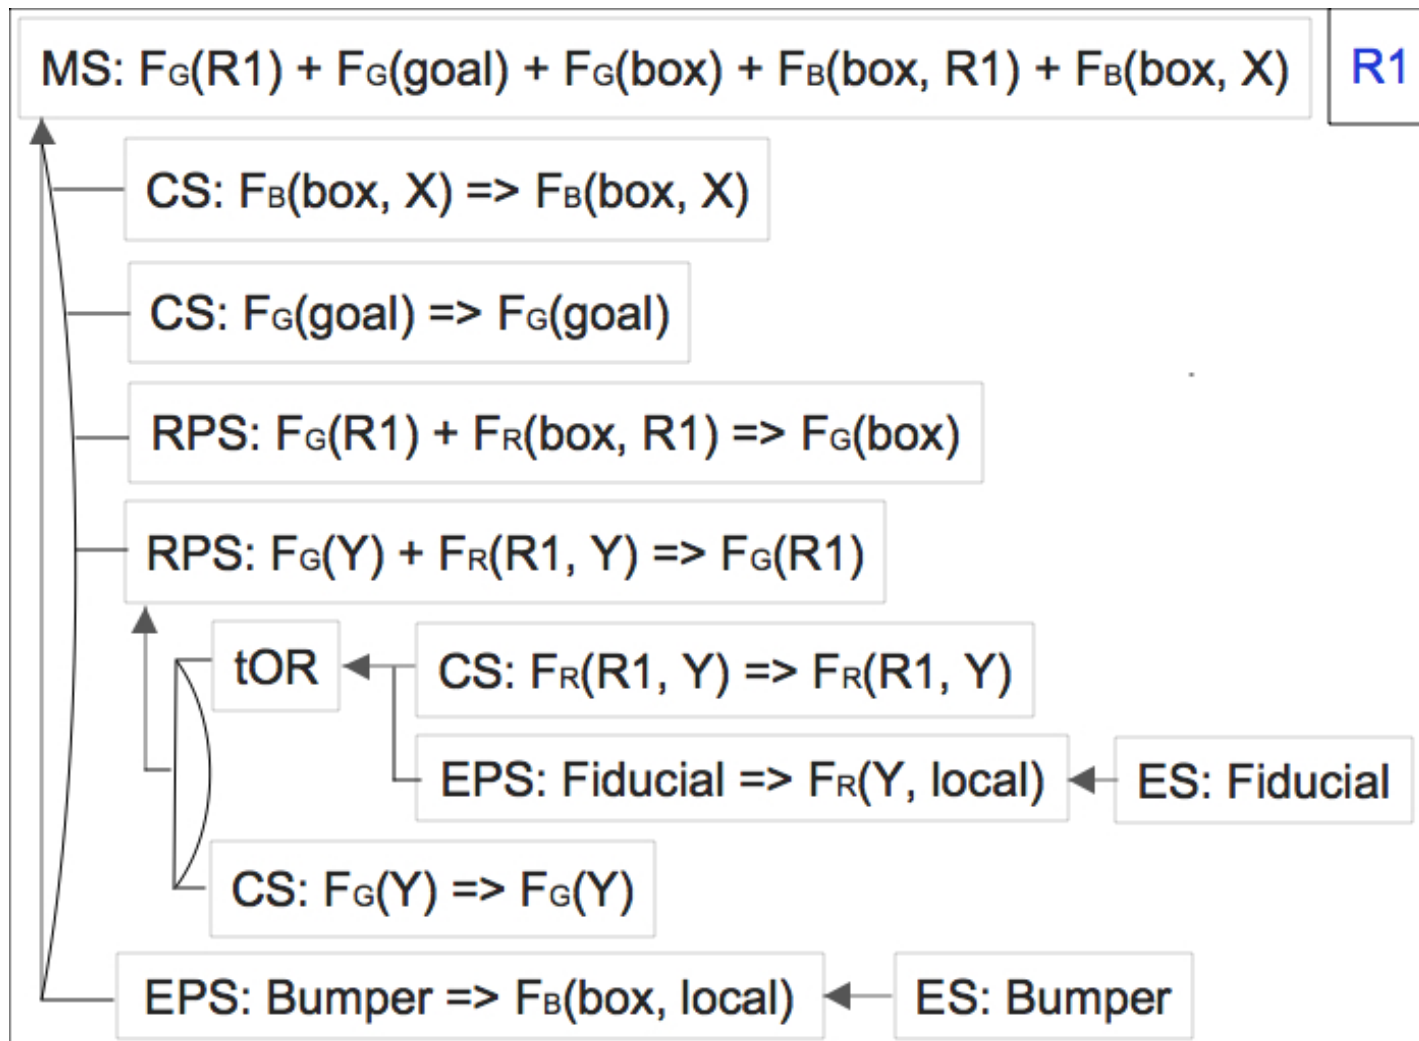 MS: FG(R1) + FG(goal) + FG(box) + FB(box, R1) + FB(box, X) R1
CS: FB(box, X) => FB(box, X)
CS: FG(goal) => FG(goal)
RPS: FG(R1) + FR(box, R1) => FG(box)
RPS: FG(Y) + FR(R1, Y) => FG(R1)
tOR CS: FR(R1, Y) => FR(R1, Y)
EPS: Fiducial => FR(Y, local) ES: Fiducial
CS: FG(Y) => FG(Y)
EPS: Bumper => FB(box, local) ES: Bumper